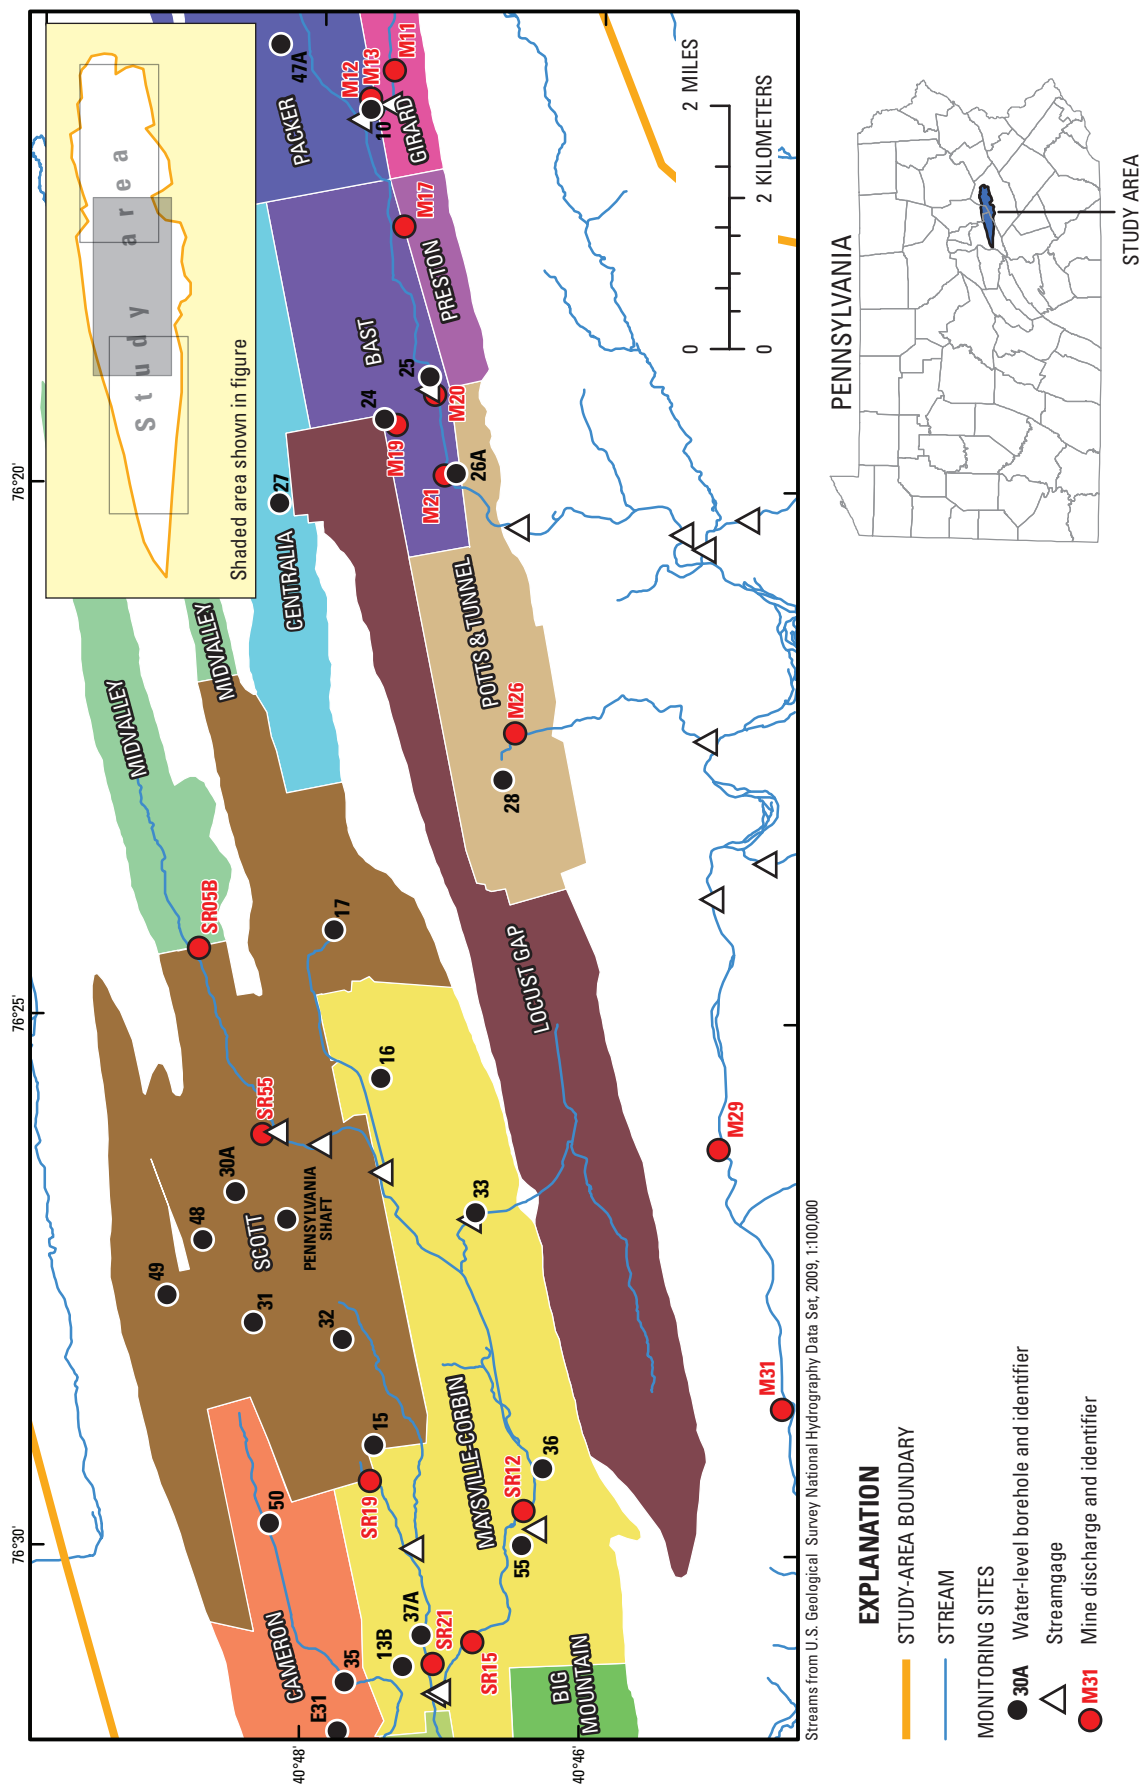 76°30'
76°25'
76°20'
40°48'
40°46'
Study area
Shaded area shown in figure
MIDVALLEY
MIDVALLEY
SR05B
CENTRALIA
27
PACKER
47A
M12
M13
M11
10
GIRARD
BAST
24
M19
25
M20
M17
PRESTON
M21
26A
POTTS & TUNNEL
M26
28
17
LOCUST GAP
16
SR55
30A
48
49
SCOTT
PENNSYLVANIA
SHAFT
31
32
33
15
SR19
50
CAMERON
35
E31
13B
37A
SR21
SR15
MAYSVILLE-CORBIN
SR12
36
55
BIG
MOUNTAIN
M29
M31
0
2 MILES
0
2 KILOMETERS
Streams from U.S. Geological Survey National Hydrography Data Set, 2009, 1:100,000
EXPLANATION
STUDY-AREA BOUNDARY
STREAM
MONITORING SITES
30A Water-level borehole and identifier
Streamgage
M31 Mine discharge and identifier
PENNSYLVANIA
STUDY AREA